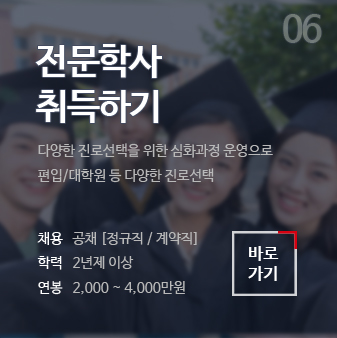 06
전문학사
취득하기
다양한 진로선택을 위한 심화과정 운영으로
편입/대학원 등 다양한 진로선택
채용 공채 [정규직 / 계약직]
학력 2년제 이상
연봉 2,000 ~ 4,000만원
바로
가기